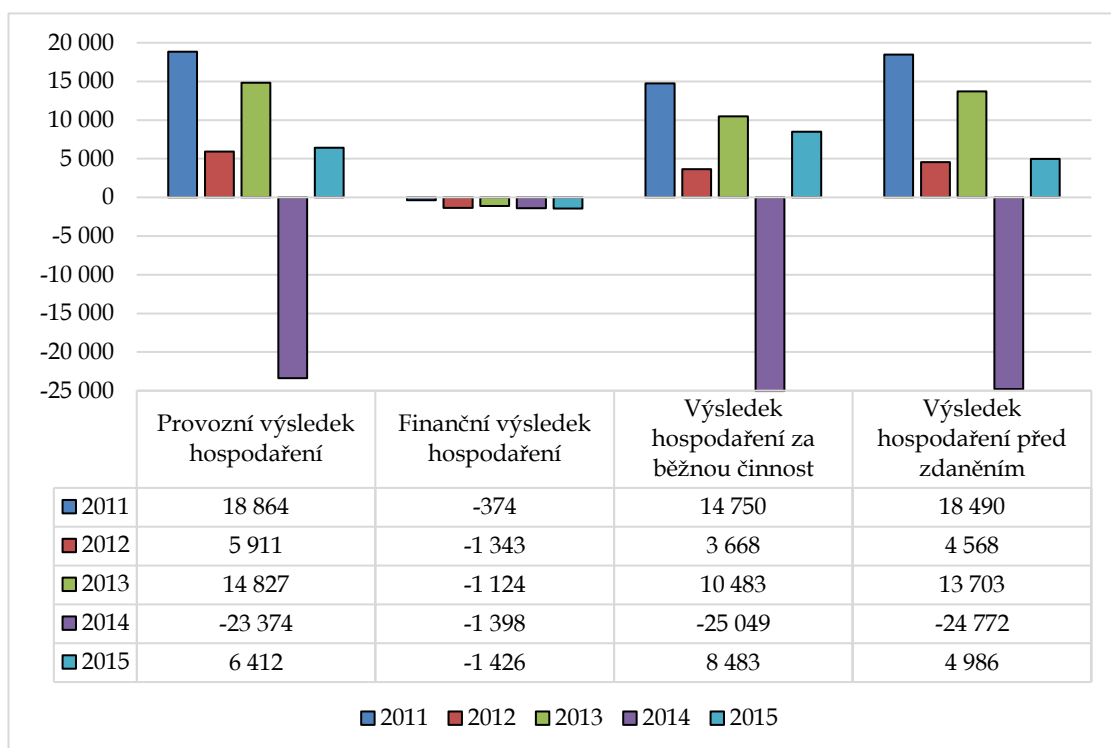 20 000
15 000
10 000
5 000
0
-5 000
-10 000
-15 000
-20 000
-25 000
Provozní výsledek
hospodaření
Finanční výsledek
hospodaření
Výsledek
hospodaření za
běžnou činnost
Výsledek
hospodaření před
zdaněním
2011 18 864 -374 14 750 18 490
2012 5 911 -1 343 3 668 4 568
2013 14 827 -1 124 10 483 13 703
2014 -23 374 -1 398 -25 049 -24 772
2015 6 412 -1 426 8 483 4 986
2011 2012 2013 2014 2015